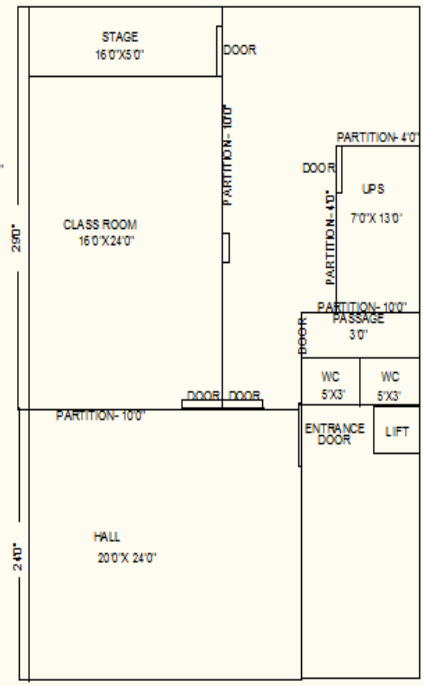 STAGE
16'0"X5'0"
DOOR
PARTITION- 10'0"
PARTITION- 4'0"
DOOR
UPS
7'0"X 13'0"
PARTITION- 4'0"
CLASS ROOM
16'0"X24'0"
29'0"
PARTITION- 10'0"
PASSAGE
3'0"
DOOR
WC
5'X3'
WC
5'X3'
DOOR DOOR
PARTITION- 10'0"
ENTRANCE
DOOR
LIFT
HALL
20'0"X 24'0"
24'0"